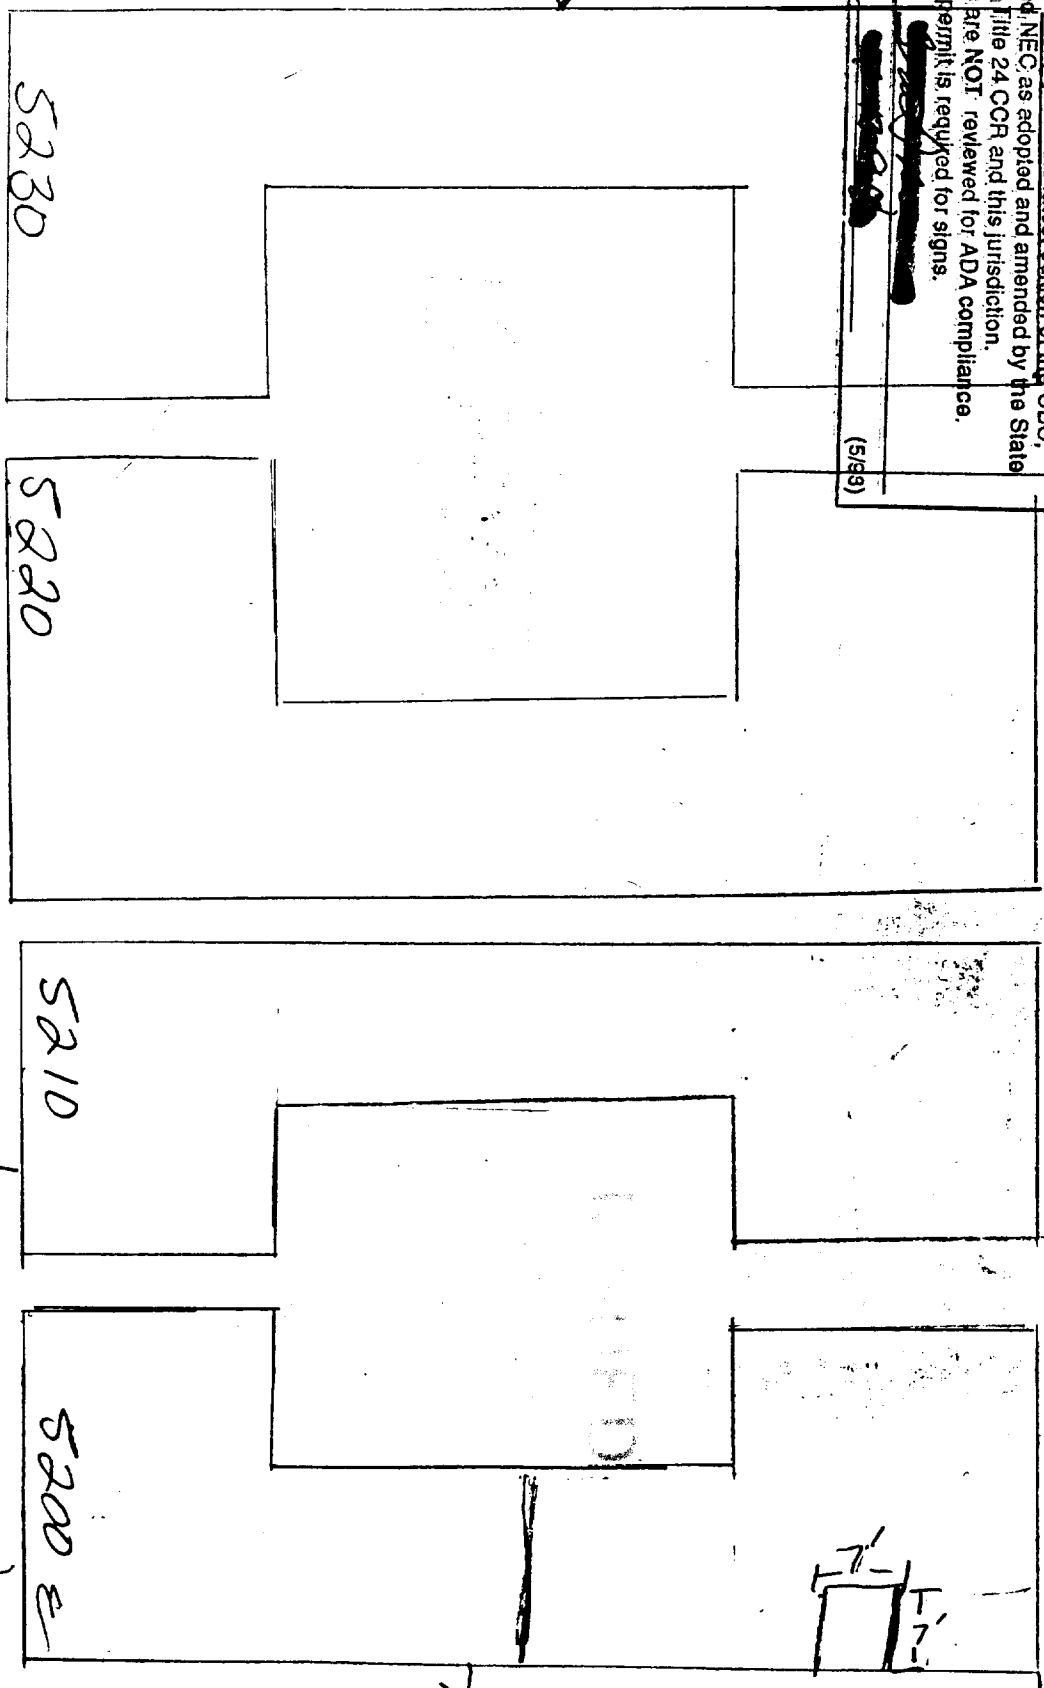 d NEC as adopted and amended by the State
Title 24 CCR and this jurisdiction.
are NOT reviewed for ADA compliance.
permit is required for signs.
(5/93)
5230
5220
5210
5200 E
7'
7'